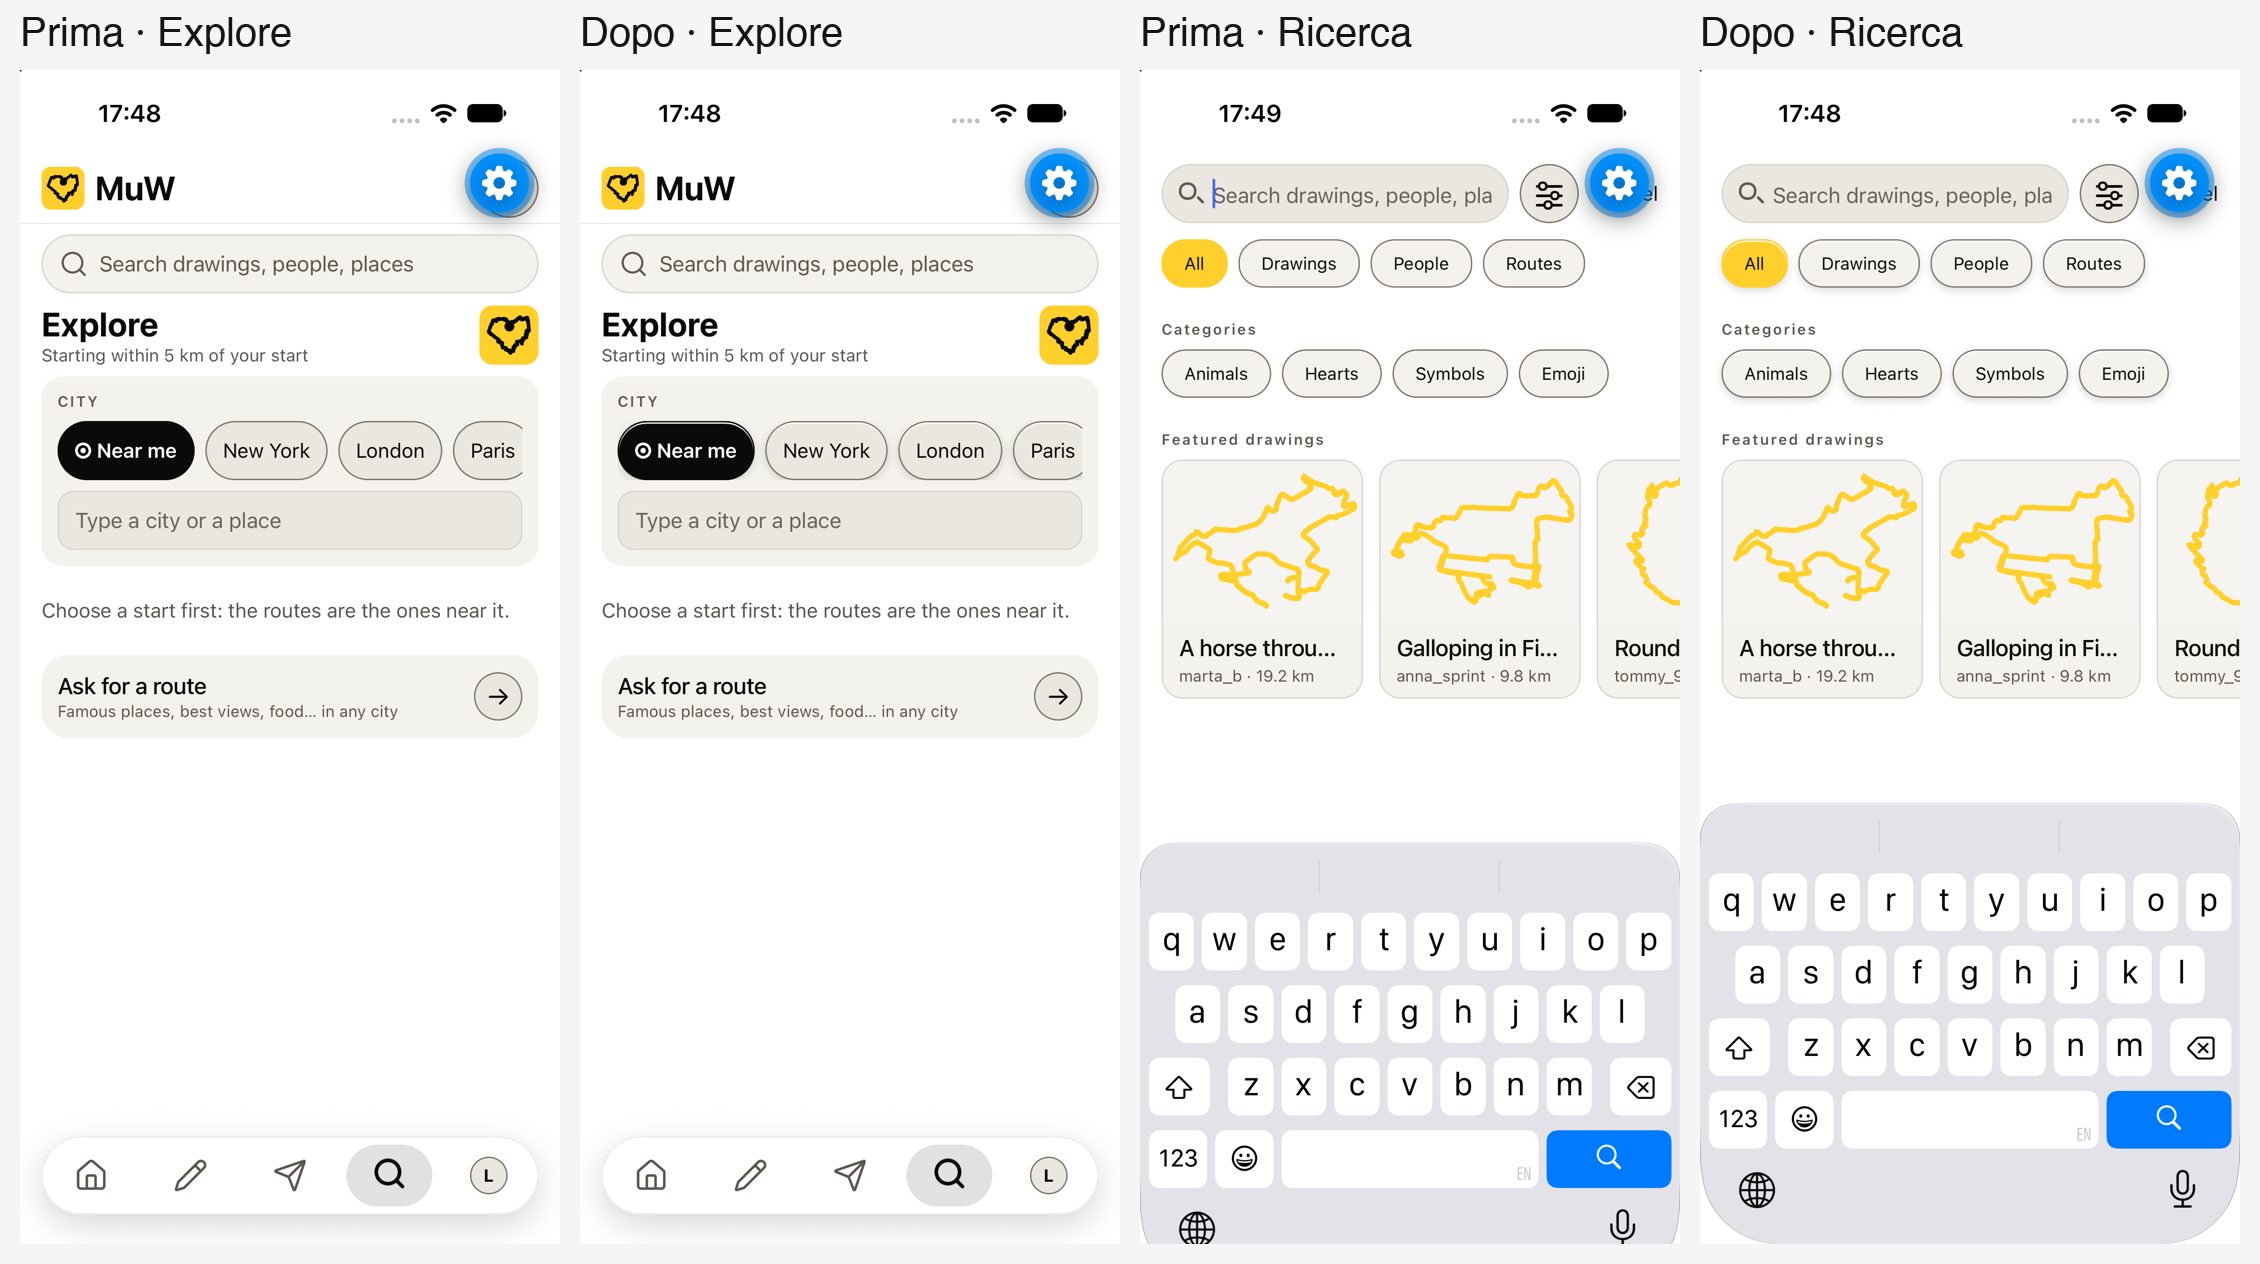 Prima · Explore
17:48
MuW
Search drawings, people, places
Explore
Starting within 5 km of your start
CITY
Near me
New York
London
Paris
Type a city or a place
Choose a start first: the routes are the ones near it.
Ask for a route
Famous places, best views, food... in any city
L
Dopo · Explore
17:48
MuW
Search drawings, people, places
Explore
Starting within 5 km of your start
CITY
Near me
New York
London
Paris
Type a city or a place
Choose a start first: the routes are the ones near it.
Ask for a route
Famous places, best views, food... in any city
L
Prima · Ricerca
17:49
Search drawings, people, pla
el
All
Drawings
People
Routes
Categories
Animals
Hearts
Symbols
Emoji
Featured drawings
A horse throu...
marta_b · 19.2 km
Galloping in Fi...
anna_sprint · 9.8 km
Round
tommy_9
q w e r t y u i o p
a s d f g h j k l
z x c v b n m
123
EN
Dopo · Ricerca
17:48
Search drawings, people, pla
el
All
Drawings
People
Routes
Categories
Animals
Hearts
Symbols
Emoji
Featured drawings
A horse throu...
marta_b · 19.2 km
Galloping in Fi...
anna_sprint · 9.8 km
Round
tommy_9
q w e r t y u i o p
a s d f g h j k l
z x c v b n m
123
EN